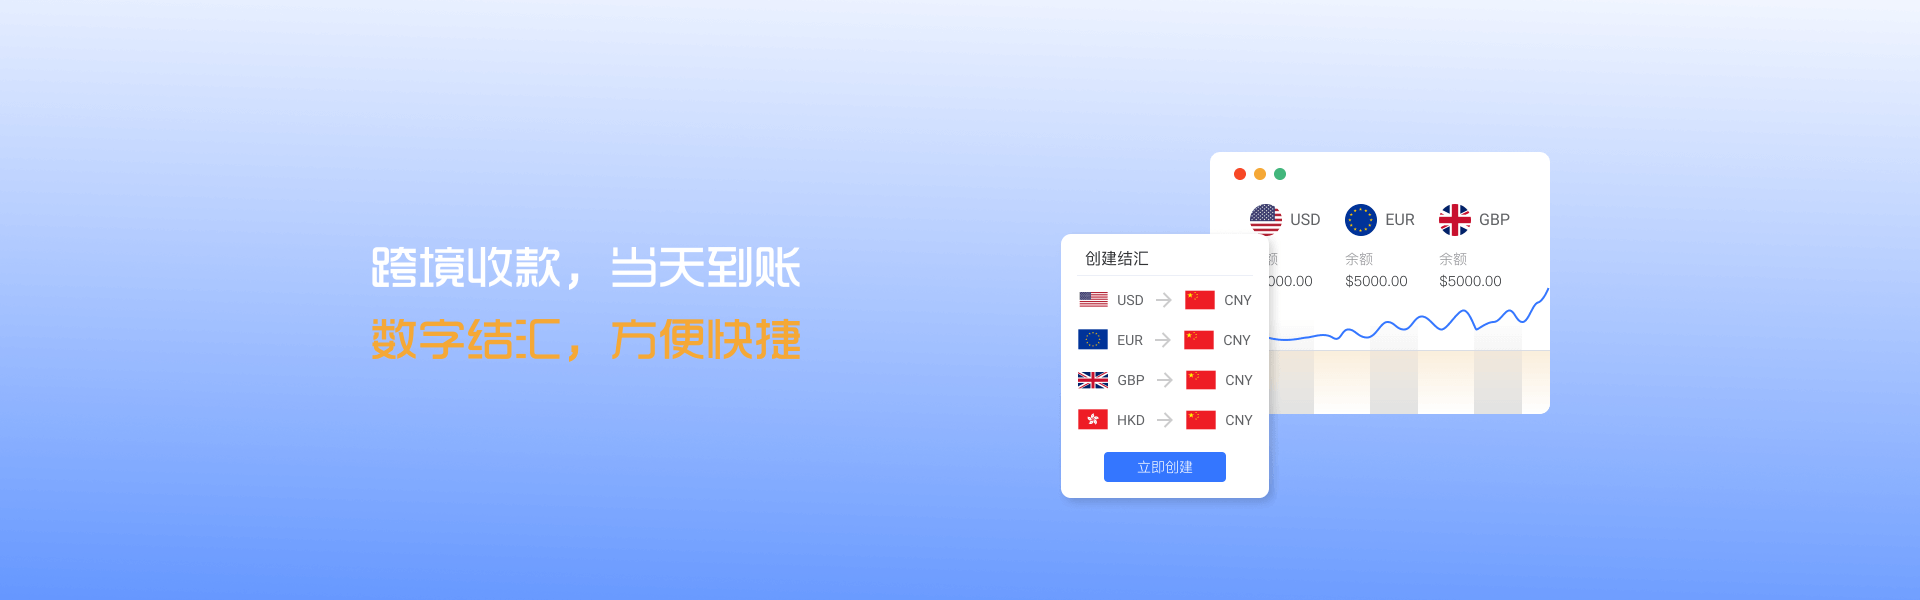 跨境收款，当天到账
数字结汇，方便快捷
USD EUR GBP
额 余额 余额
000.00 $5000.00 $5000.00
创建结汇
USD CNY
EUR CNY
GBP CNY
HKD CNY
立即创建